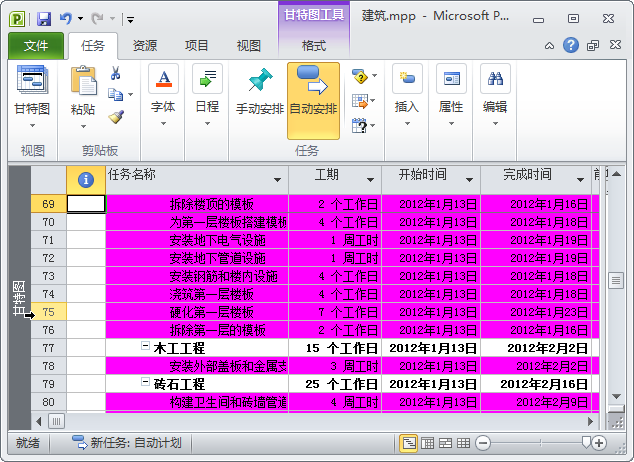 甘特图工具 建筑.mpp - Microsoft P...
文件 任务 资源 项目 视图 格式
甘特图 粘贴 字体 日程 手动安排 自动安排 插入 属性 编辑
视图 剪贴板 任务
任务名称 工期 开始时间 完成时间
69 拆除楼顶的模板 2 个工作日 2012年1月13日 2012年1月16日
70 为第一层楼板搭建模板 4 个工作日 2012年1月13日 2012年1月18日
71 安装地下电气设施 1 周工时 2012年1月13日 2012年1月19日
72 安装地下管道设施 1 周工时 2012年1月13日 2012年1月19日
73 安装钢筋和楼内设施 4 个工作日 2012年1月13日 2012年1月18日
74 浇筑第一层楼板 4 个工作日 2012年1月13日 2012年1月18日
75 硬化第一层楼板 7 个工作日 2012年1月13日 2012年1月23日
76 拆除第一层的模板 2 个工作日 2012年1月13日 2012年1月16日
77 木工工程 15 个工作日 2012年1月13日 2012年2月2日
78 安装外部盖板和金属支 3 周工时 2012年1月13日 2012年2月2日
79 砖石工程 25 个工作日 2012年1月13日 2012年2月16日
80 构建卫生间和砖墙管道 4 周工时 2012年1月13日 2012年2月9日
甘特图
就绪 新任务: 自动计划